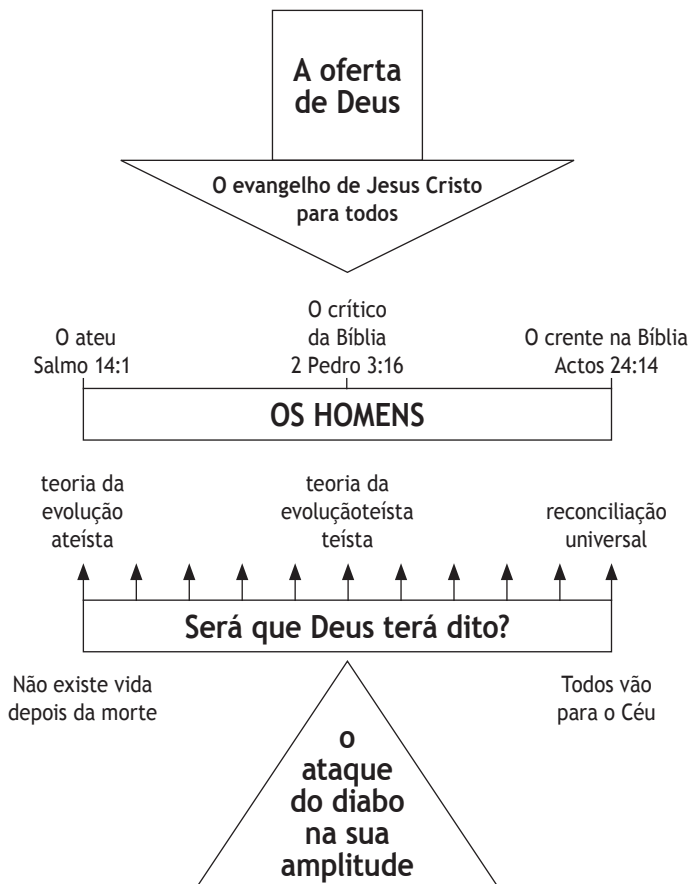 A oferta
de Deus
O evangelho de Jesus Cristo
para todos
O ateu
Salmo 14:1
O crítico
da Bíblia
2 Pedro 3:16
O crente na Bíblia
Actos 24:14
OS HOMENS
teoria da
evolução
ateísta
teoria da
evoluçãoteísta
teísta
reconciliação
universal
Será que Deus terá dito?
Não existe vida
depois da morte
Todos vão
para o Céu
o
ataque
do diabo
na sua
amplitude